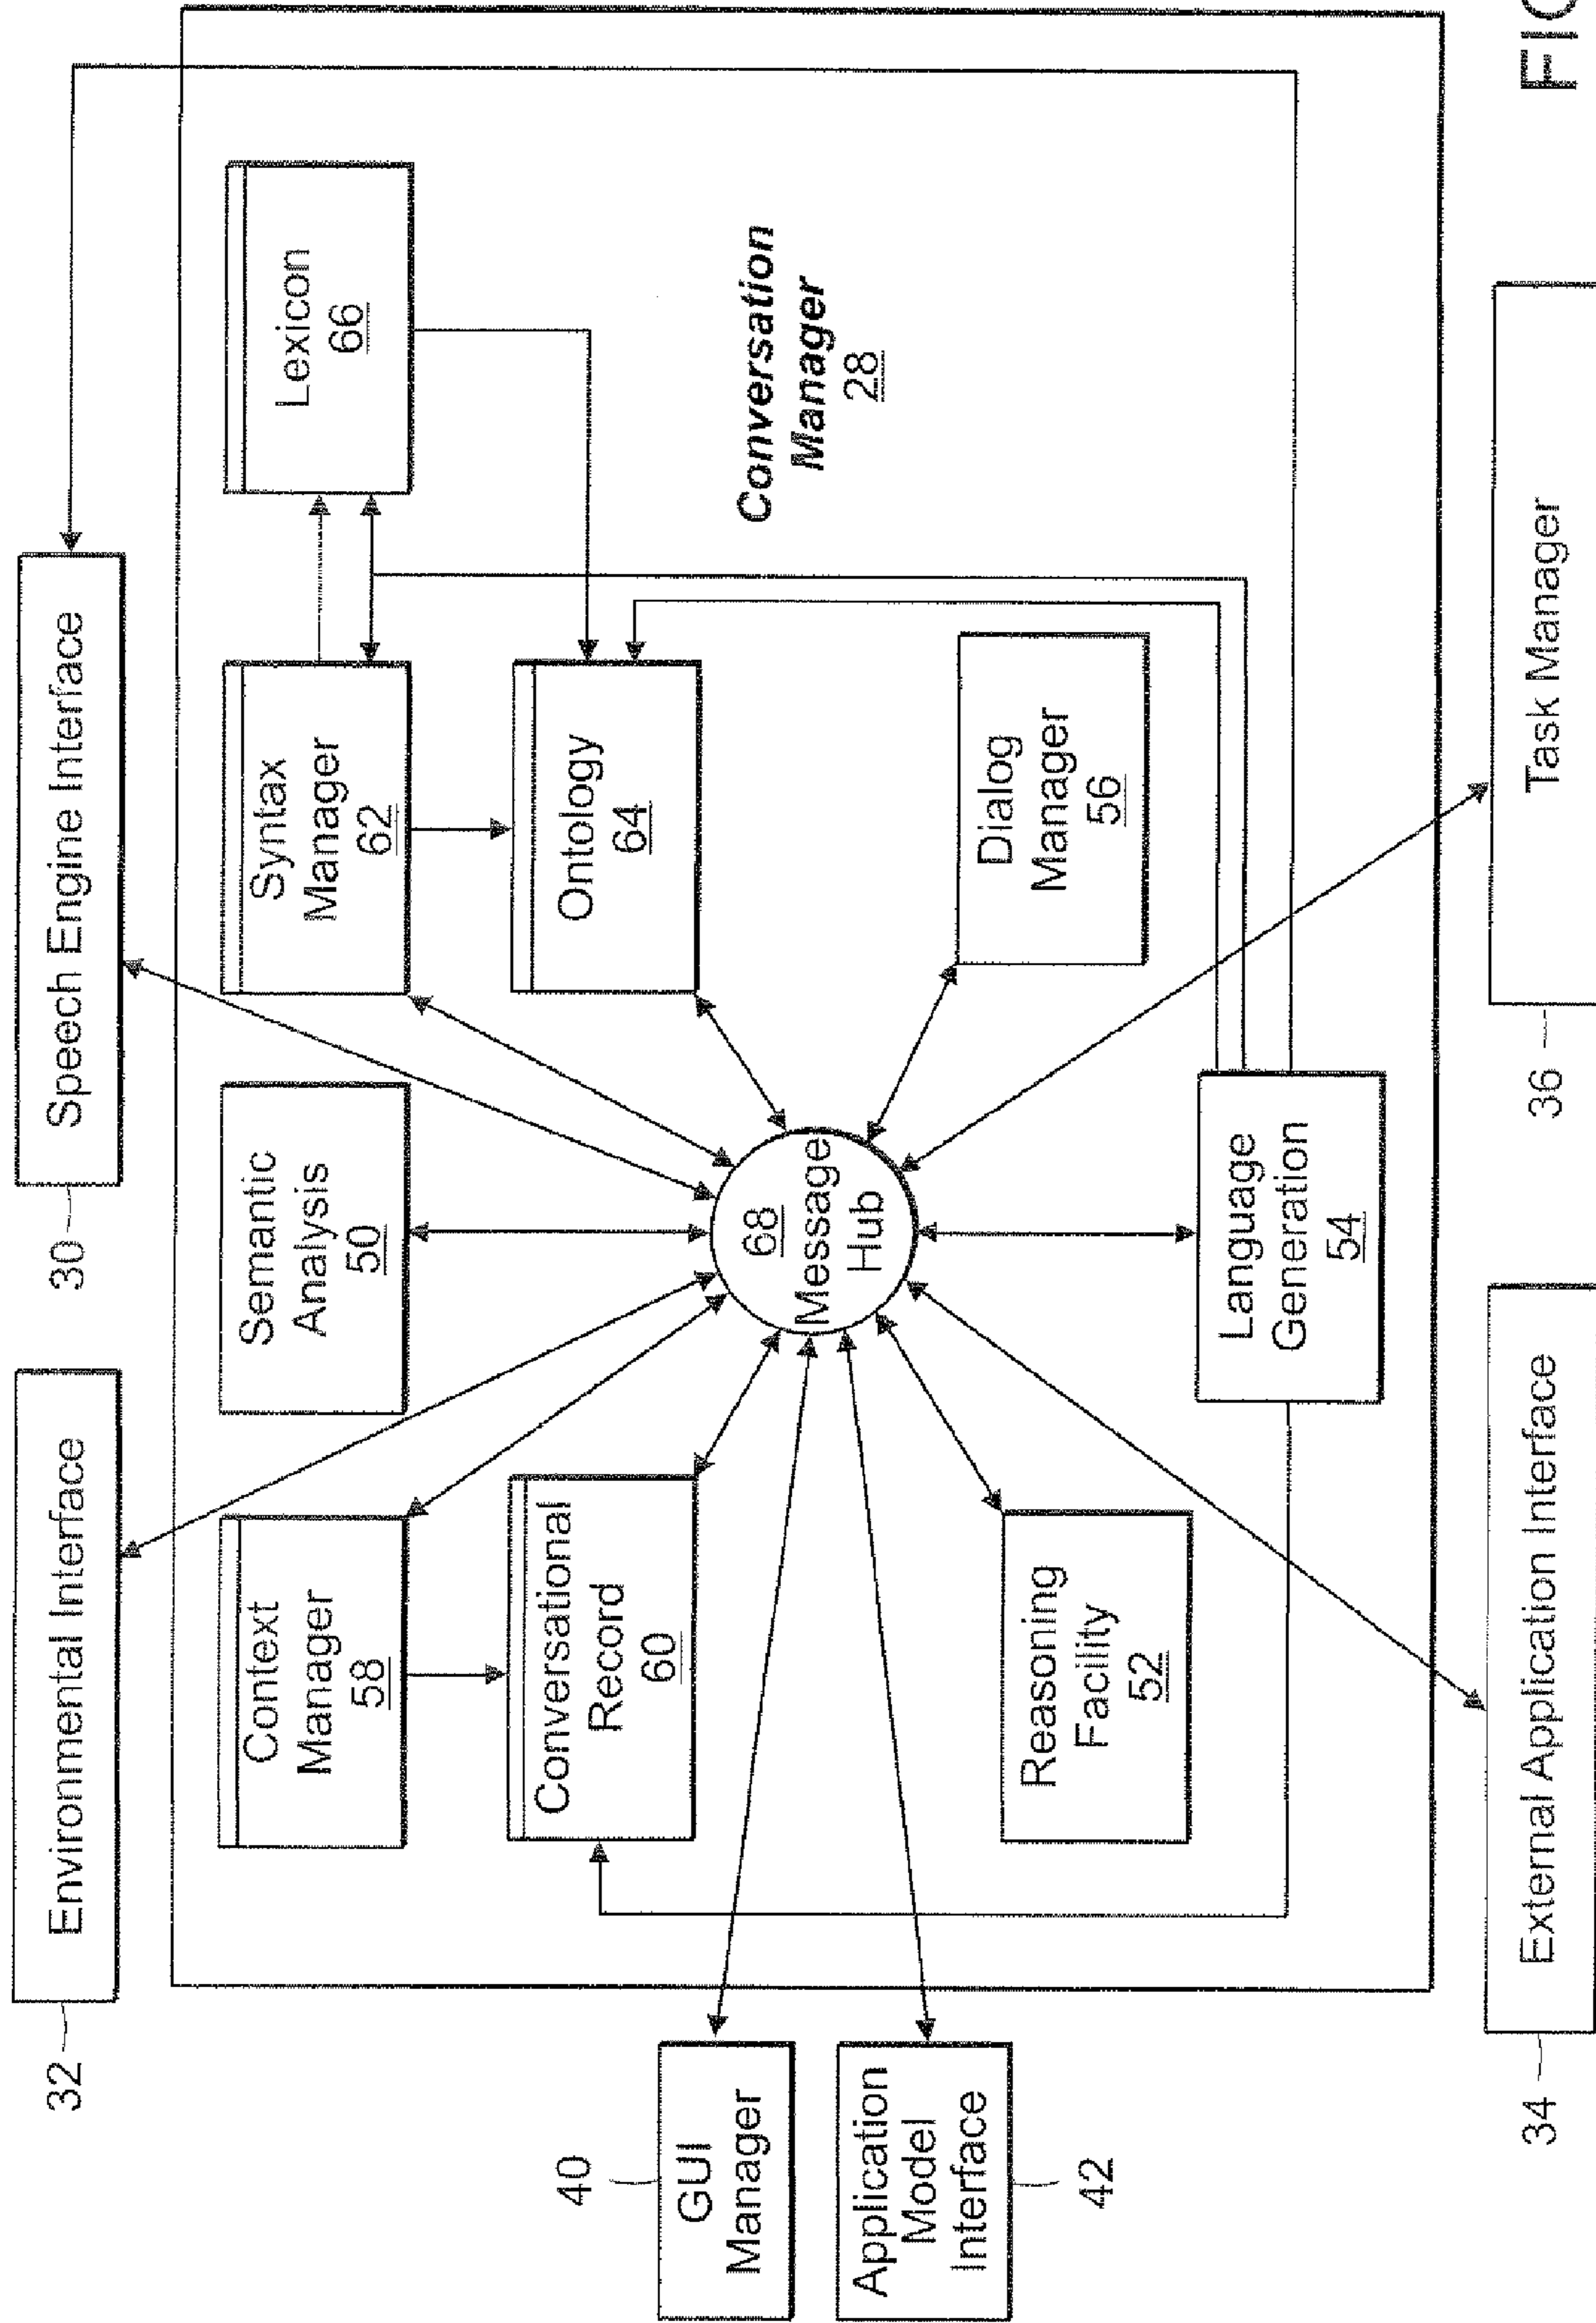 32
Environmental Interface
30
Speech Engine Interface
Context
Manager
58
Semantic
Analysis
50
Syntax
Manager
62
Lexicon
66
Conversational
Record
60
Ontology
64
40
GUI
Manager
68
Message
Hub
Conversation
Manager
28
Application
Model
Interface
42
Reasoning
Facility
52
Dialog
Manager
56
Language
Generation
54
34
External Application Interface
36
Task Manager